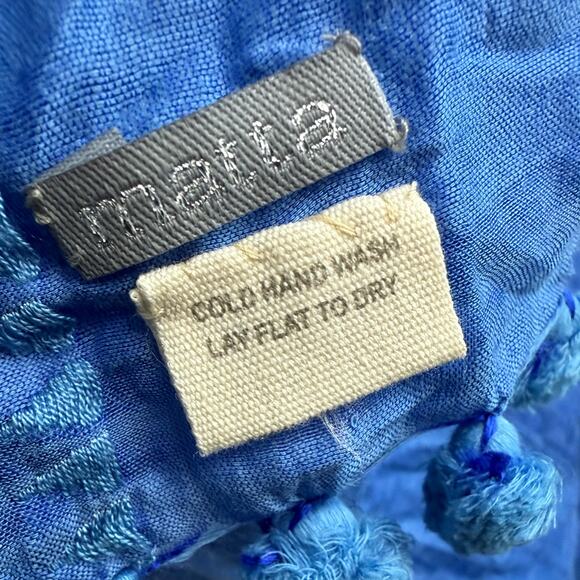 matta
COLD HAND WASH
LAY FLAT TO DRY